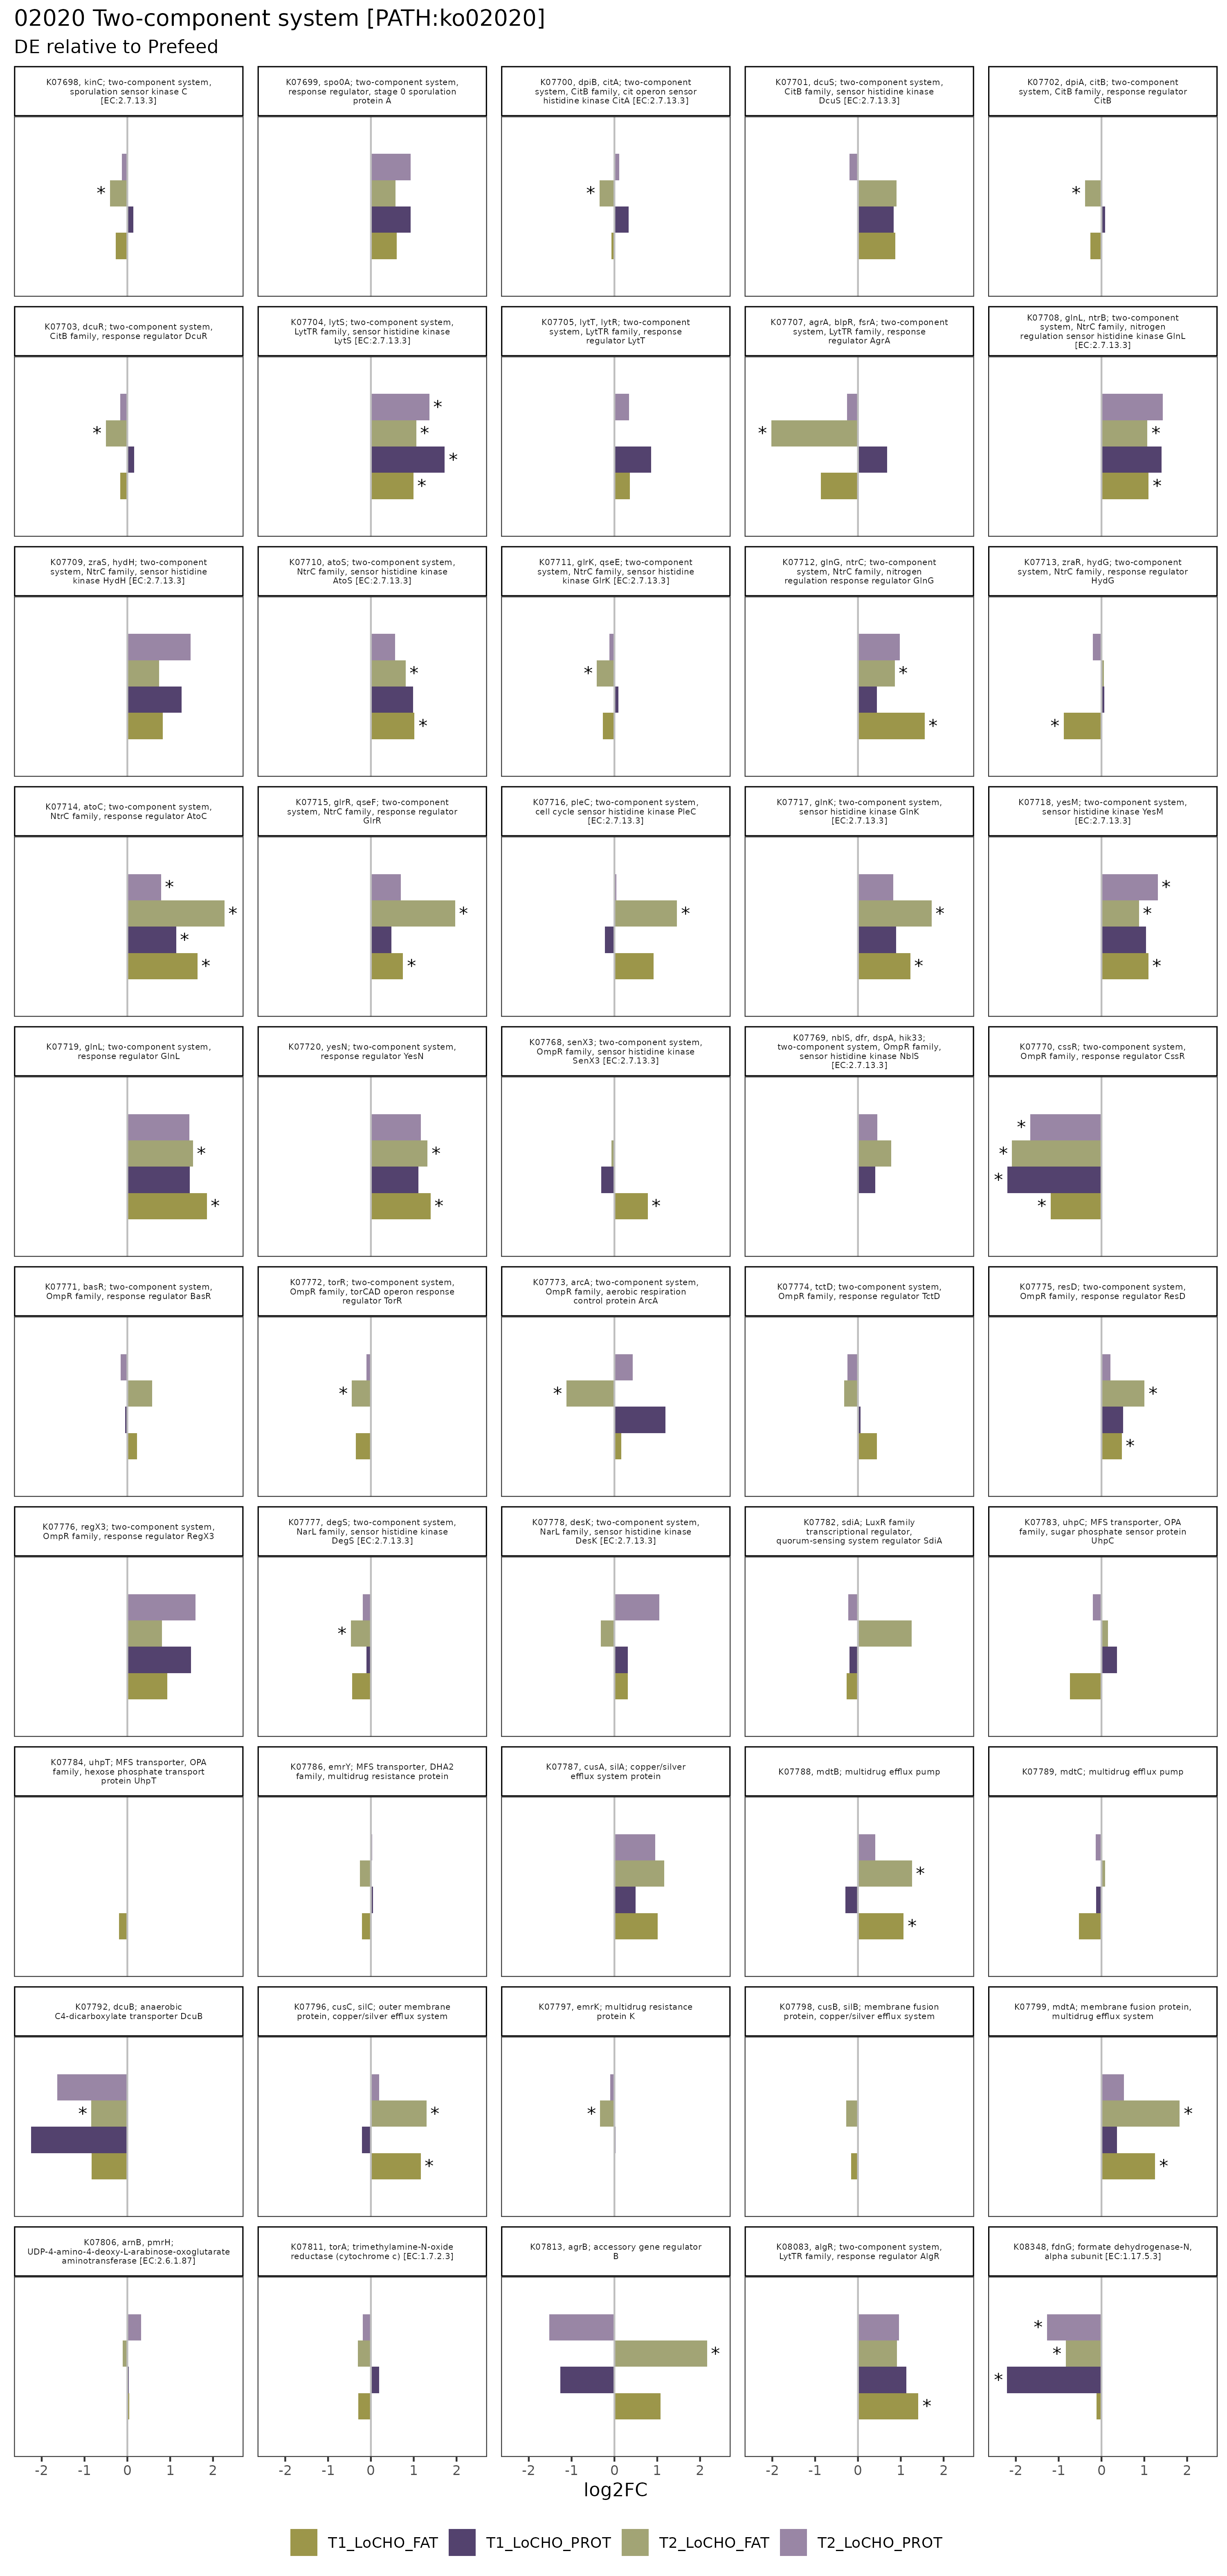 02020 Two-component system [PATH:ko02020]
DE relative to Prefeed
K07698, kinC; two-component system,
sporulation sensor kinase C
[EC:2.7.13.3]
K07699, spo0A; two-component system,
response regulator, stage 0 sporulation
protein A
K07700, dpiB, citA; two-component
system, CitB family, cit operon sensor
histidine kinase CitA [EC:2.7.13.3]
K07701, dcuS; two-component system,
CitB family, sensor histidine kinase
DcuS [EC:2.7.13.3]
K07702, dpiA, citB; two-component
system, CitB family, response regulator
CitB
*
*
*
K07703, dcuR; two-component system,
CitB family, response regulator DcuR
K07704, lytS; two-component system,
LytTR family, sensor histidine kinase
LytS [EC:2.7.13.3]
K07705, lytT, lytR; two-component
system, LytTR family, response
regulator LytT
K07707, agrA, blpR, fsrA; two-component
system, LytTR family, response
regulator AgrA
K07708, glnL, ntrB; two-component
system, NtrC family, nitrogen
regulation sensor histidine kinase GlnL
[EC:2.7.13.3]
*
*
*
*
*
*
*
*
K07709, zraS, hydH; two-component
system, NtrC family, sensor histidine
kinase HydH [EC:2.7.13.3]
K07710, atoS; two-component system,
NtrC family, sensor histidine kinase
AtoS [EC:2.7.13.3]
K07711, glrK, qseE; two-component
system, NtrC family, sensor histidine
kinase GlrK [EC:2.7.13.3]
K07712, glnG, ntrC; two-component
system, NtrC family, nitrogen
regulation response regulator GlnG
K07713, zraR, hydG; two-component
system, NtrC family, response regulator
HydG
*
*
*
*
*
*
K07714, atoC; two-component system,
NtrC family, response regulator AtoC
K07715, glrR, qseF; two-component
system, NtrC family, response regulator
GlrR
K07716, pleC; two-component system,
cell cycle sensor histidine kinase PleC
[EC:2.7.13.3]
K07717, glnK; two-component system,
sensor histidine kinase GlnK
[EC:2.7.13.3]
K07718, yesM; two-component system,
sensor histidine kinase YesM
[EC:2.7.13.3]
*
*
*
*
*
*
*
*
*
*
*
*
K07719, glnL; two-component system,
response regulator GlnL
K07720, yesN; two-component system,
response regulator YesN
K07768, senX3; two-component system,
OmpR family, sensor histidine kinase
SenX3 [EC:2.7.13.3]
K07769, nblS, dfr, dspA, hik33;
two-component system, OmpR family,
sensor histidine kinase NblS
[EC:2.7.13.3]
K07770, cssR; two-component system,
OmpR family, response regulator CssR
*
*
*
*
*
*
*
*
*
K07771, basR; two-component system,
OmpR family, response regulator BasR
K07772, torR; two-component system,
OmpR family, torCAD operon response
regulator TorR
K07773, arcA; two-component system,
OmpR family, aerobic respiration
control protein ArcA
K07774, tctD; two-component system,
OmpR family, response regulator TctD
K07775, resD; two-component system,
OmpR family, response regulator ResD
*
*
*
*
K07776, regX3; two-component system,
OmpR family, response regulator RegX3
K07777, degS; two-component system,
NarL family, sensor histidine kinase
DegS [EC:2.7.13.3]
K07778, desK; two-component system,
NarL family, sensor histidine kinase
DesK [EC:2.7.13.3]
K07782, sdiA; LuxR family
transcriptional regulator,
quorum-sensing system regulator SdiA
K07783, uhpC; MFS transporter, OPA
family, sugar phosphate sensor protein
UhpC
*
K07784, uhpT; MFS transporter, OPA
family, hexose phosphate transport
protein UhpT
K07786, emrY; MFS transporter, DHA2
family, multidrug resistance protein
K07787, cusA, silA; copper/silver
efflux system protein
K07788, mdtB; multidrug efflux pump
K07789, mdtC; multidrug efflux pump
*
*
K07792, dcuB; anaerobic
C4-dicarboxylate transporter DcuB
K07796, cusC, silC; outer membrane
protein, copper/silver efflux system
K07797, emrK; multidrug resistance
protein K
K07798, cusB, silB; membrane fusion
protein, copper/silver efflux system
K07799, mdtA; membrane fusion protein,
multidrug efflux system
*
*
*
*
*
*
K07806, arnB, pmrH;
UDP-4-amino-4-deoxy-L-arabinose-oxoglutarate
aminotransferase [EC:2.6.1.87]
K07811, torA; trimethylamine-N-oxide
reductase (cytochrome c) [EC:1.7.2.3]
K07813, agrB; accessory gene regulator
B
K08083, algR; two-component system,
LytTR family, response regulator AlgR
K08348, fdnG; formate dehydrogenase-N,
alpha subunit [EC:1.17.5.3]
*
*
*
*
*
-2 -1 0 1 2
-2 -1 0 1 2
-2 -1 0 1 2
-2 -1 0 1 2
-2 -1 0 1 2
log2FC
T1_LoCHO_FAT T1_LoCHO_PROT T2_LoCHO_FAT T2_LoCHO_PROT